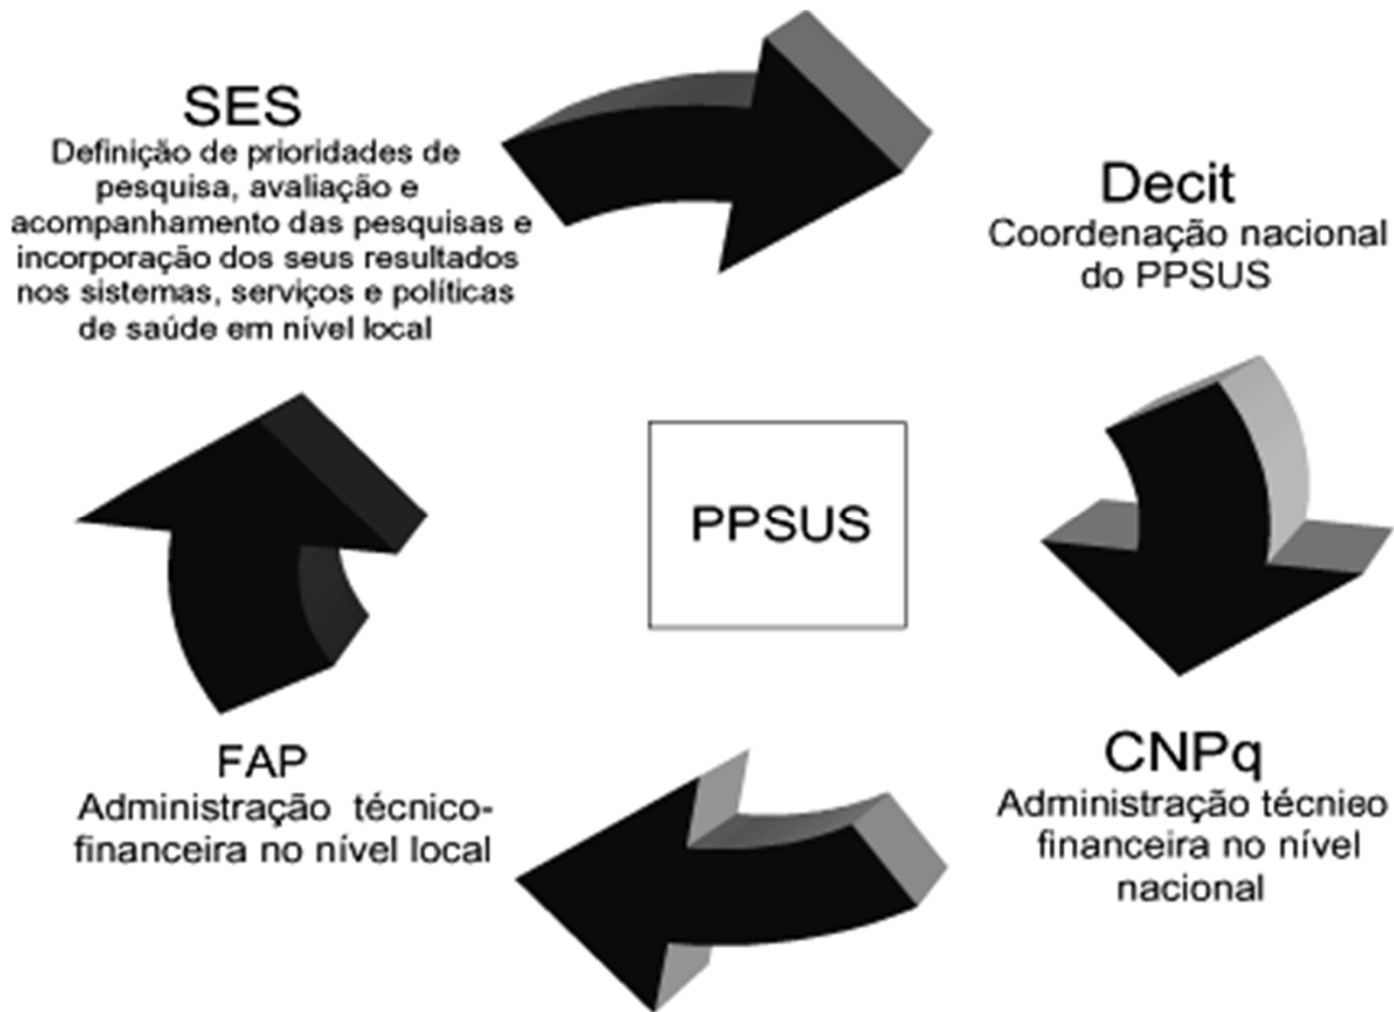 SES
Definição de prioridades de
pesquisa, avaliação e
acompanhamento das pesquisas e
incorporação dos seus resultados
nos sistemas, serviços e políticas
de saúde em nível local
Decit
Coordenação nacional
do PPSUS
PPSUS
CNPq
Administração técnico
financeira no nível
nacional
FAP
Administração técnico-
financeira no nível local